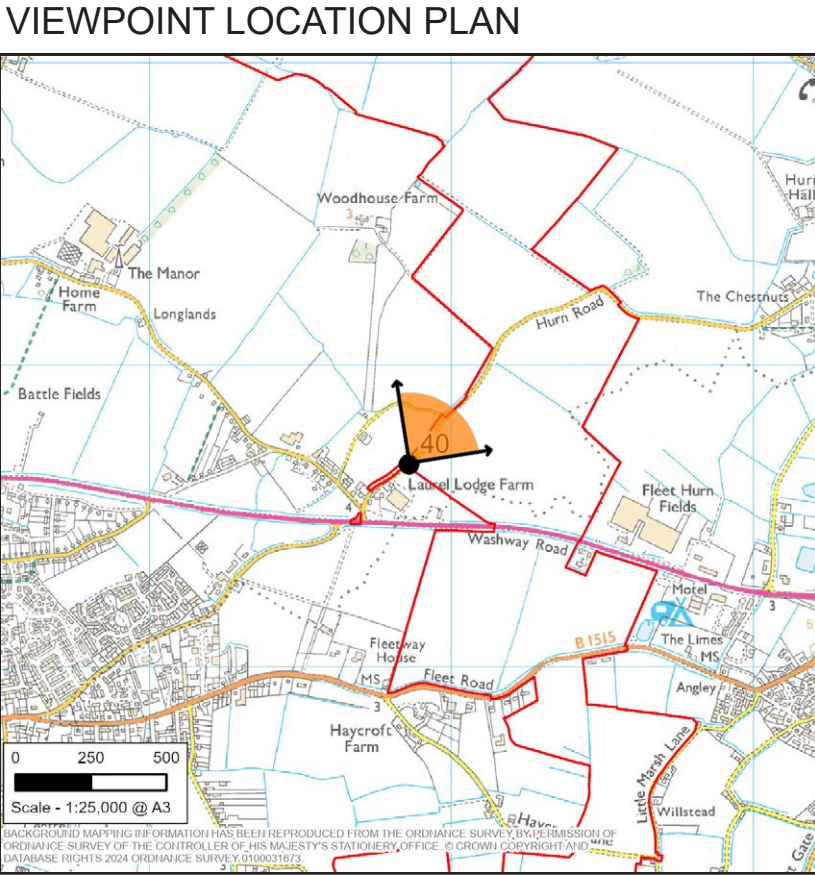 VIEWPOINT LOCATION PLAN
Woodhouse Farm
3
The Manor
Home
Farm
Longlands
Hurn Road
The Chestnuts
Battle Fields
40
Laurel Lodge Farm
4
Fleet Hurn
Fields
Washway Road
Motel
3
Fleetway
House
B 1515
The Limes
MS
5
MS
Fleet Road
Angley
3
Haycroft
Farm
0 250 500
Scale - 1:25,000 @ A3
Little Marsh Lane
Willstead
BACKGROUND MAPPING INFORMATION HAS BEEN REPRODUCED FROM THE ORDNANCE SURVEY BY PERMISSION OF
ORDNANCE SURVEY OF THE CONTROLLER OF HIS MAJESTY'S STATIONERY OFFICE. © CROWN COPYRIGHT AND
DATABASE RIGHTS 2024 ORDNANCE SURVEY 0100031673.